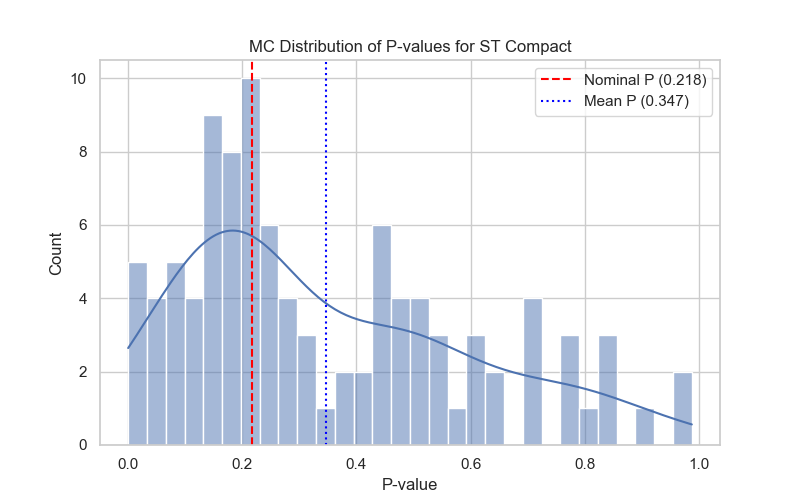 MC Distribution of P-values for ST Compact
Nominal P (0.218)
Mean P (0.347)
Count
10
8
6
4
2
0
0.0 0.2 0.4 0.6 0.8 1.0
P-value